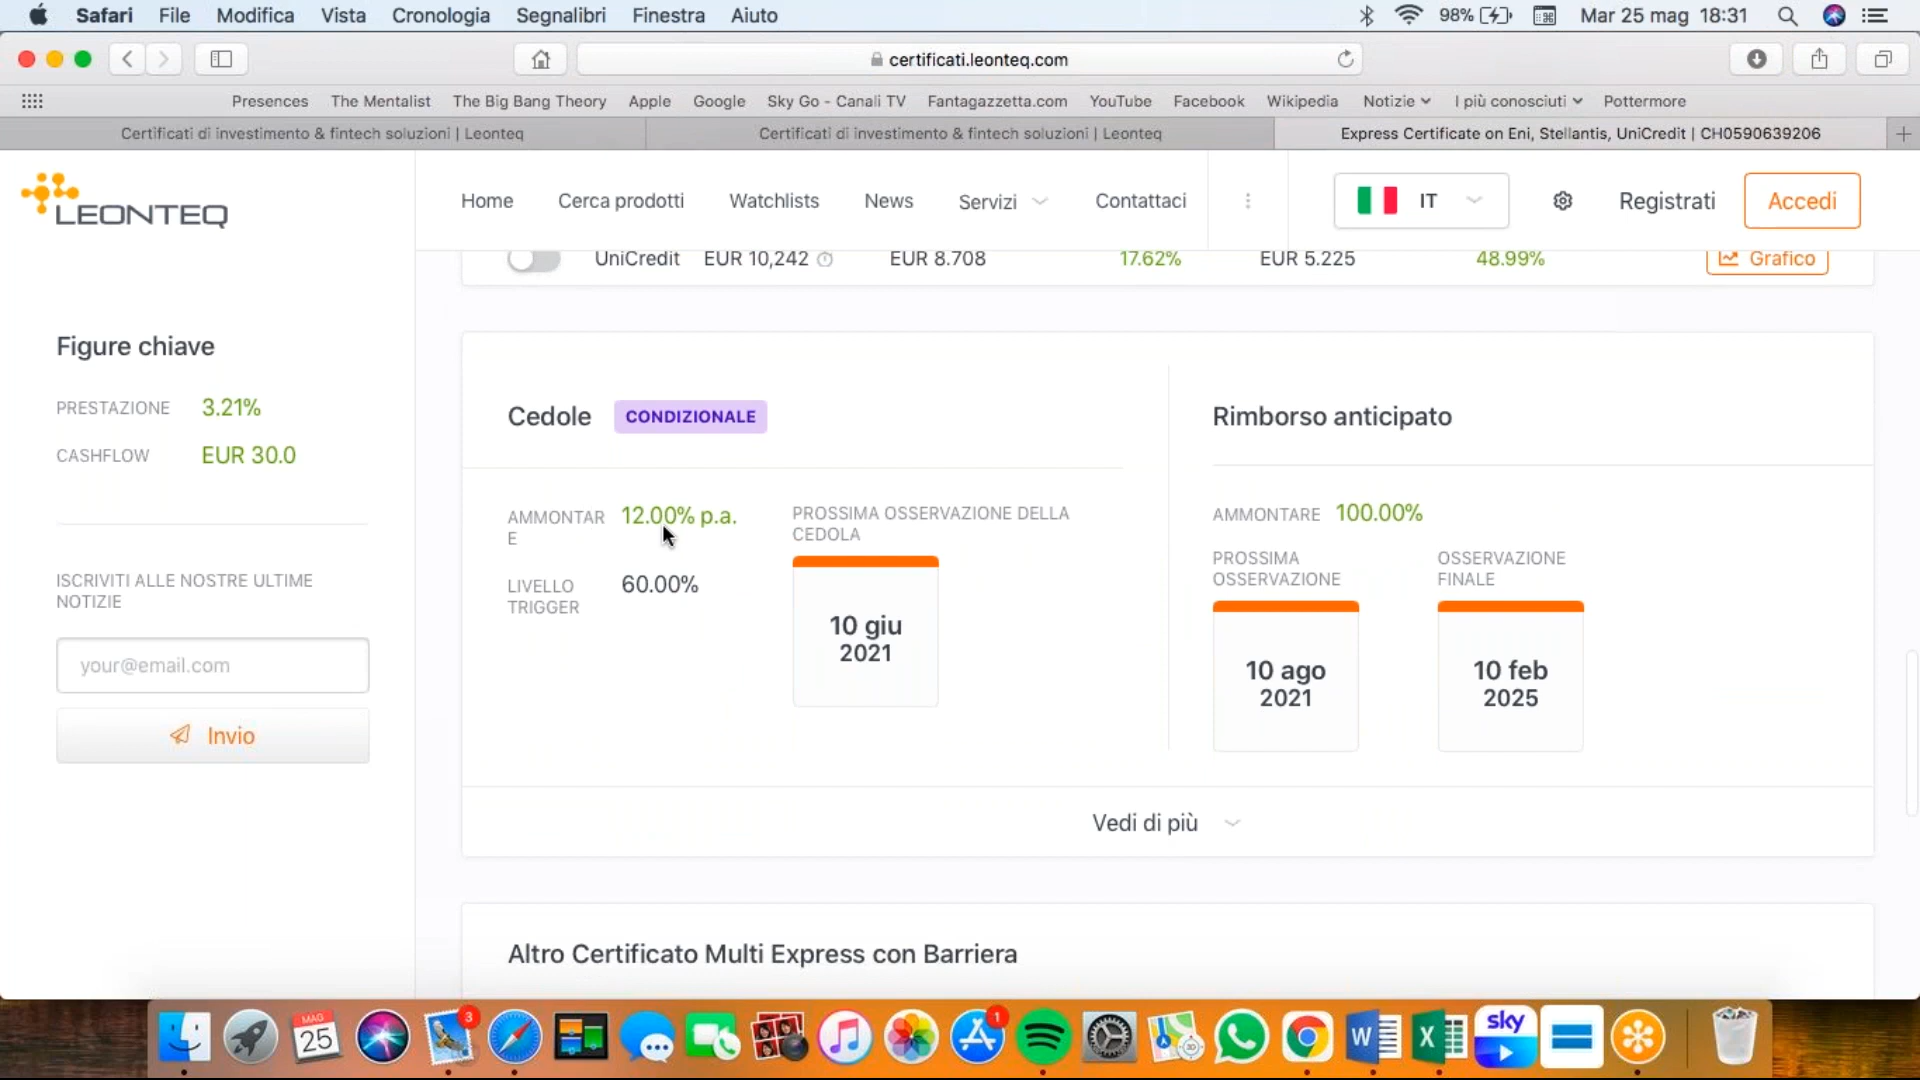 Safari File Modifica Vista Cronologia Segnalibri Finestra Aiuto 98% Mar 25 mag 18:31
certificati.leonteq.com
Presences The Mentalist The Big Bang Theory Apple Google Sky Go - Canali TV Fantagazzetta.com YouTube Facebook Wikipedia Notizie I più conosciuti Pottermore
Certificati di investimento & fintech soluzioni | Leonteq Certificati di investimento & fintech soluzioni | Leonteq Express Certificate on Eni, Stellantis, UniCredit | CH0590639206
LEONTEQ Home Cerca prodotti Watchlists News Servizi Contattaci IT Registrati Accedi
UniCredit EUR 10,242 EUR 8.708 17.62% EUR 5.225 48.99% Grafico
Figure chiave
PRESTAZIONE 3.21%
CASHFLOW EUR 30.0
ISCRIVITI ALLE NOSTRE ULTIME
NOTIZIE
your@email.com
Invio
Cedole CONDIZIONALE
AMMONTAR
E
12.00% p.a.
LIVELLO
TRIGGER
60.00%
PROSSIMA OSSERVAZIONE DELLA
CEDOLA
10 giu
2021
Rimborso anticipato
AMMONTARE 100.00%
PROSSIMA
OSSERVAZIONE
10 ago
2021
OSSERVAZIONE
FINALE
10 feb
2025
Vedi di più
Altro Certificato Multi Express con Barriera
MAG
25
3
1
3D
W
X
sky